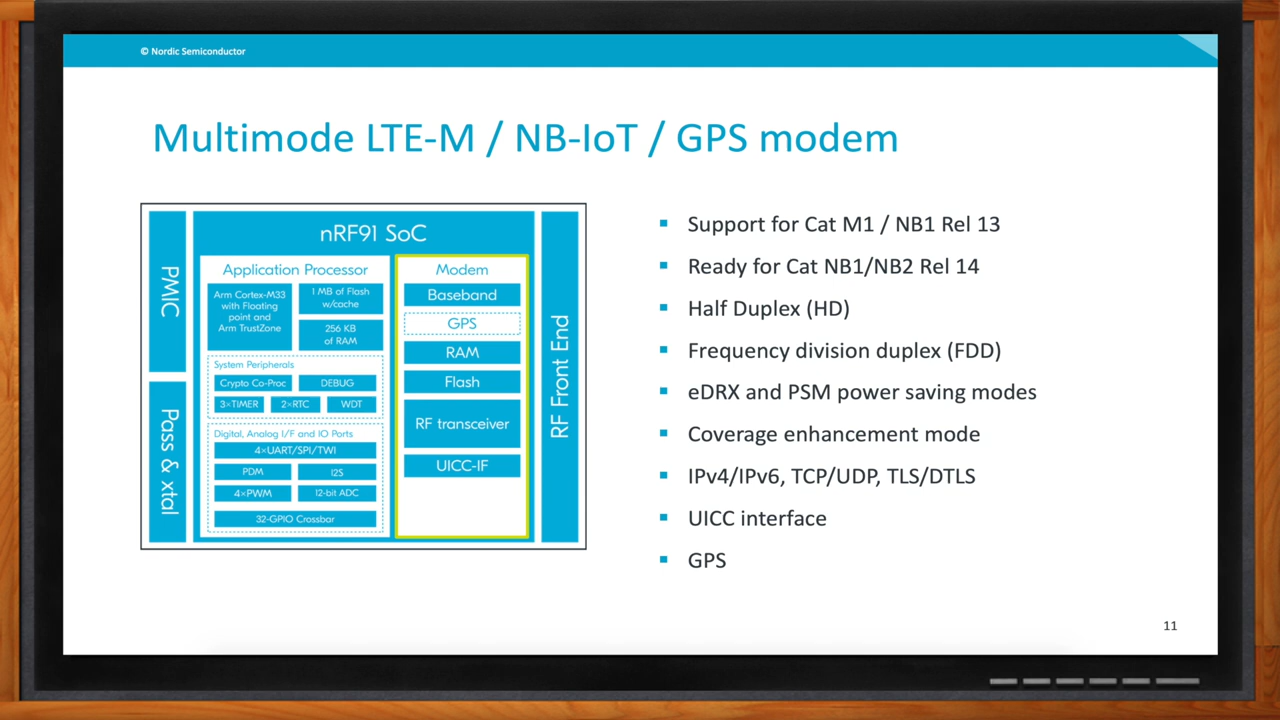 © Nordic Semiconductor
Multimode LTE-M / NB-IoT / GPS modem
PMIC
Pass & xtal
nRF91 SoC
Application Processor
Arm Cortex-M33
with Floating
point and
Arm TrustZone
1 MB of Flash
w/cache
256 KB
of RAM
System Peripherals
Crypto Co-Proc
DEBUG
3×TIMER
2×RTC
WDT
Digital, Analog I/F and IO Ports
4×UART/SPI/TWI
PDM
I2S
4×PWM
12-bit ADC
32-GPIO Crossbar
Modem
Baseband
GPS
RAM
Flash
RF transceiver
UICC-IF
RF Front End
Support for Cat M1 / NB1 Rel 13
Ready for Cat NB1/NB2 Rel 14
Half Duplex (HD)
Frequency division duplex (FDD)
eDRX and PSM power saving modes
Coverage enhancement mode
IPv4/IPv6, TCP/UDP, TLS/DTLS
UICC interface
GPS
11